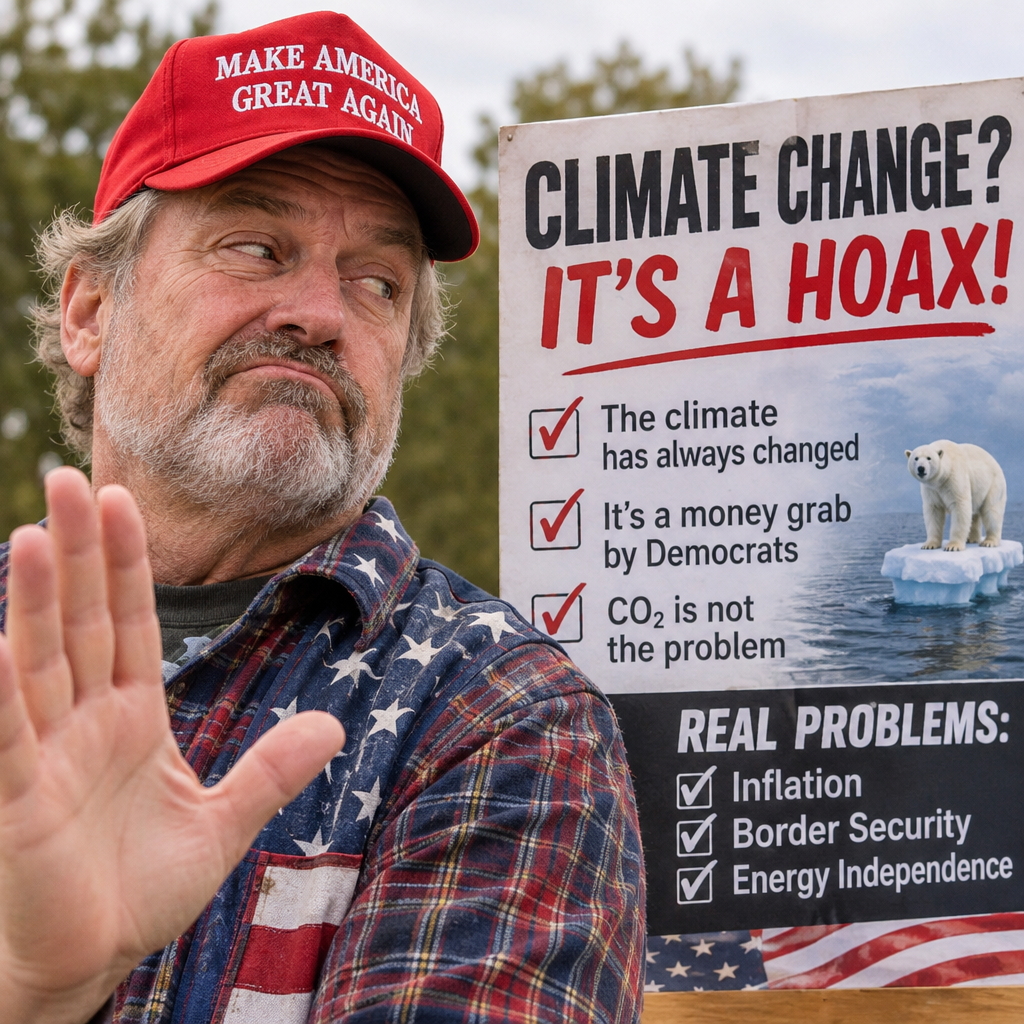 MAKE AMERICA
GREAT AGAIN
CLIMATE CHANGE?
IT'S A HOAX!
The climate
has always changed
It's a money grab
by Democrats
CO₂ is not
the problem
REAL PROBLEMS:
Inflation
Border Security
Energy Independence